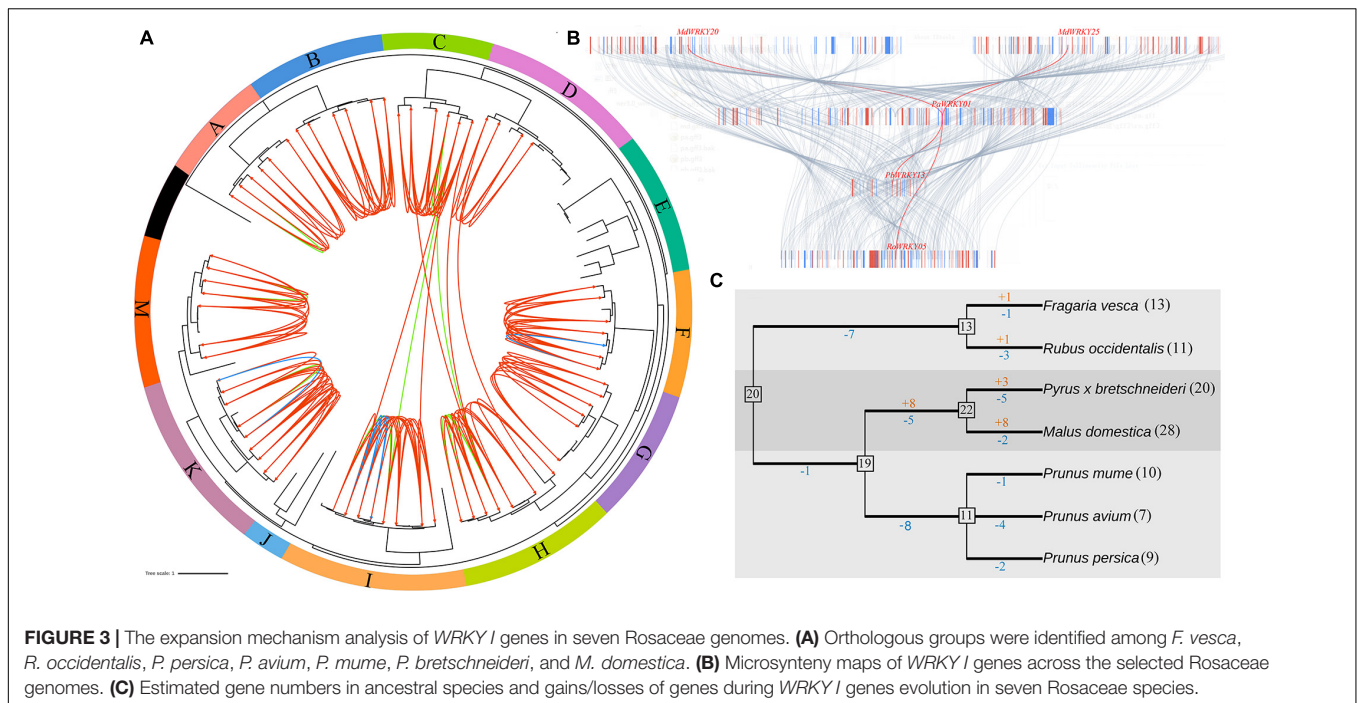 A
A
B
C
D
E
F
G
H
I
J
K
M
Tree scale: 1
B
MdWRKY20
MdWRKY25
PaWRKY01
PbWRKY13
RoWRKY05
C
20
-7
13
+1
-1
Fragaria vesca (13)
+1
-3
Rubus occidentalis (11)
-1
19
+8
-5
22
+3
-5
Pyrus x bretschneideri (20)
+8
-2
Malus domestica (28)
-8
11
-1
Prunus mume (10)
-4
Prunus avium (7)
-2
Prunus persica (9)
FIGURE 3 | The expansion mechanism analysis of WRKY I genes in seven Rosaceae genomes. (A) Orthologous groups were identified among F. vesca,
R. occidentalis, P. persica, P. avium, P. mume, P. bretschneideri, and M. domestica. (B) Microsynteny maps of WRKY I genes across the selected Rosaceae
genomes. (C) Estimated gene numbers in ancestral species and gains/losses of genes during WRKY I genes evolution in seven Rosaceae species.